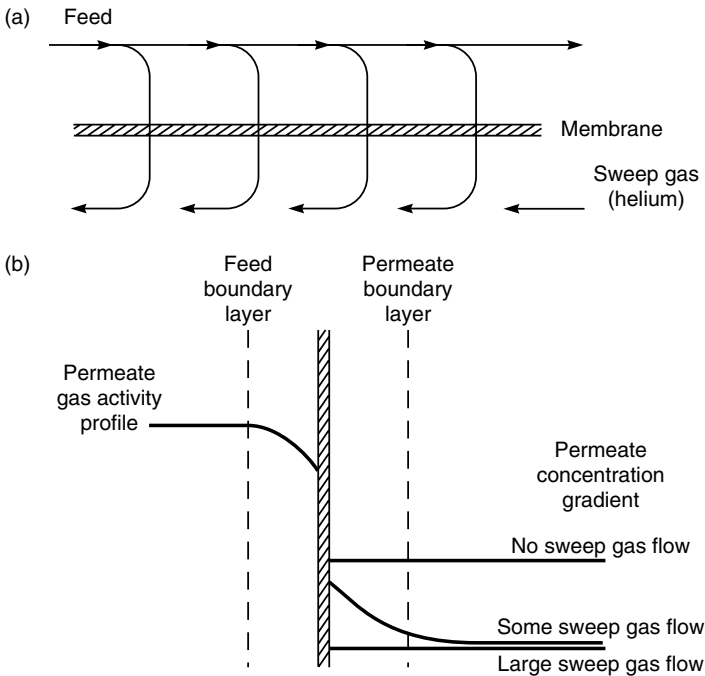 (a)
Feed
Membrane
Sweep gas
(helium)
(b)
Feed
boundary
layer
Permeate
boundary
layer
Permeate
gas activity
profile
Permeate
concentration
gradient
No sweep gas flow
Some sweep gas flow
Large sweep gas flow